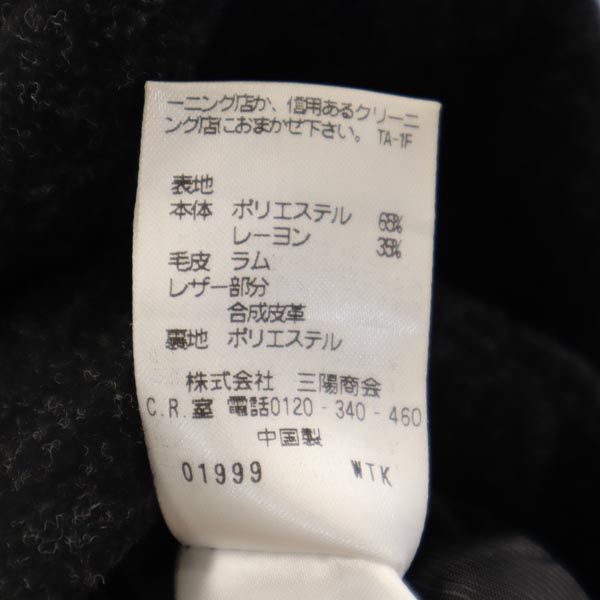 ーニング店か、信用あるクリーニ
ング店におまかせ下さい。 TA-1F
表地
本体 ポリエステル 65%
レーヨン 35%
毛皮 ラム
レザー部分
合成皮革
裏地 ポリエステル
株式会社 三陽商会
C.R.室 電話0120-340-460
中国製
01999 WTK